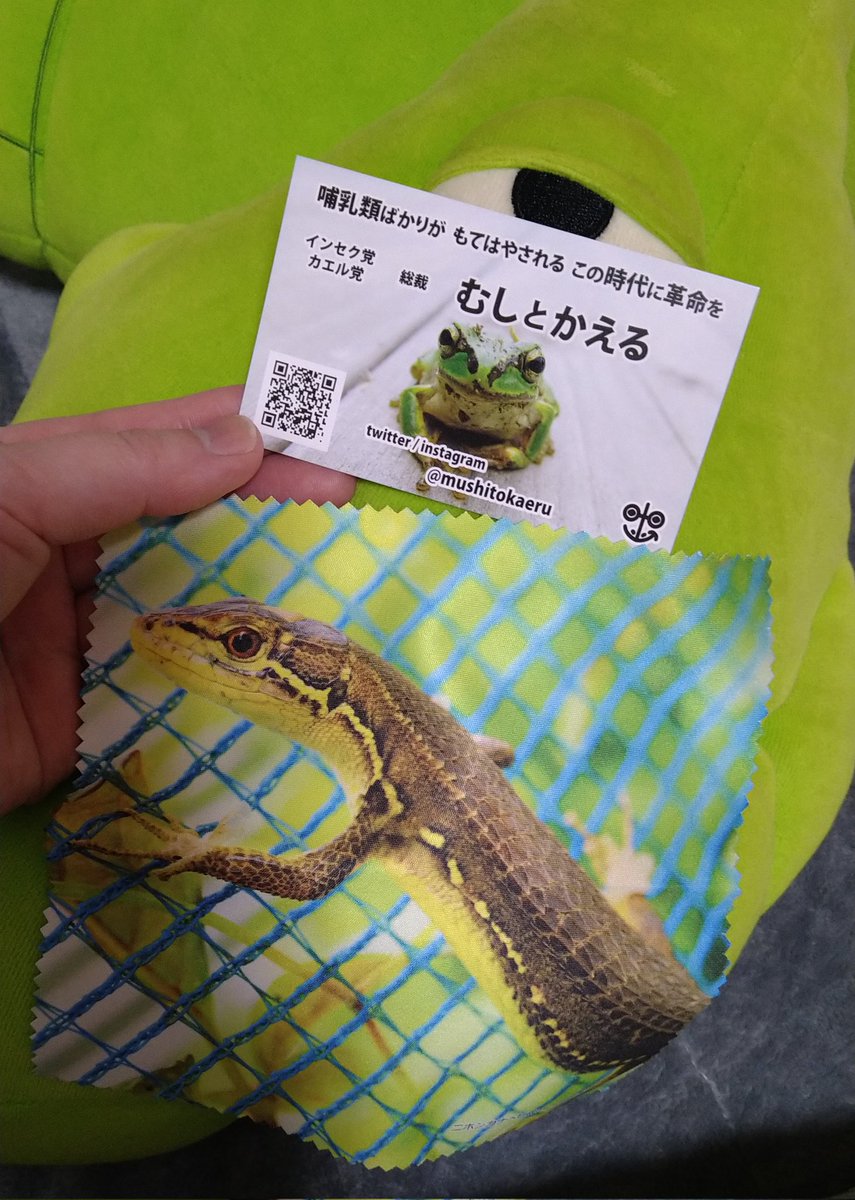 哺乳類ばかりが もてはやされる この時代に革命を
インセク党
カエル党
総裁
むしとかえる
twitter / instagram
@mushitokaeru